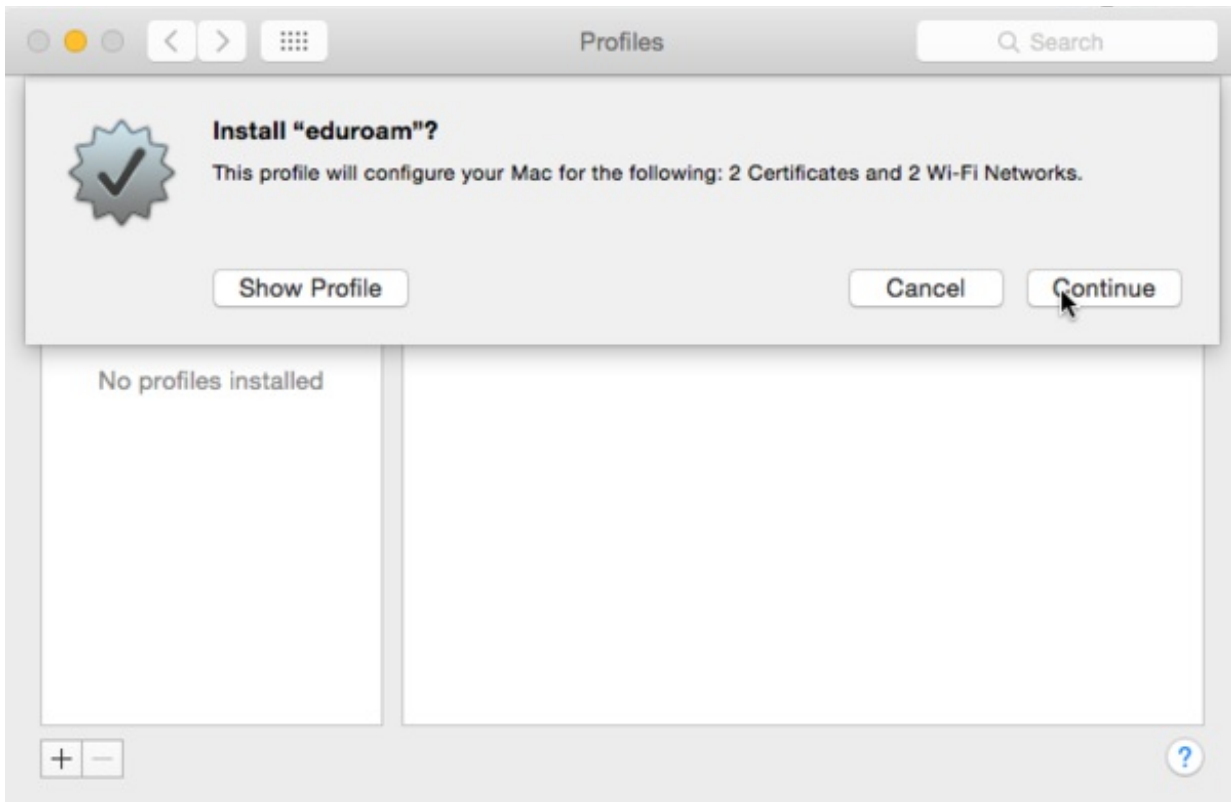 Profiles
Search
Install “eduroam”?
This profile will configure your Mac for the following: 2 Certificates and 2 Wi-Fi Networks.
Show Profile
Cancel
Continue
No profiles installed
+
−
?